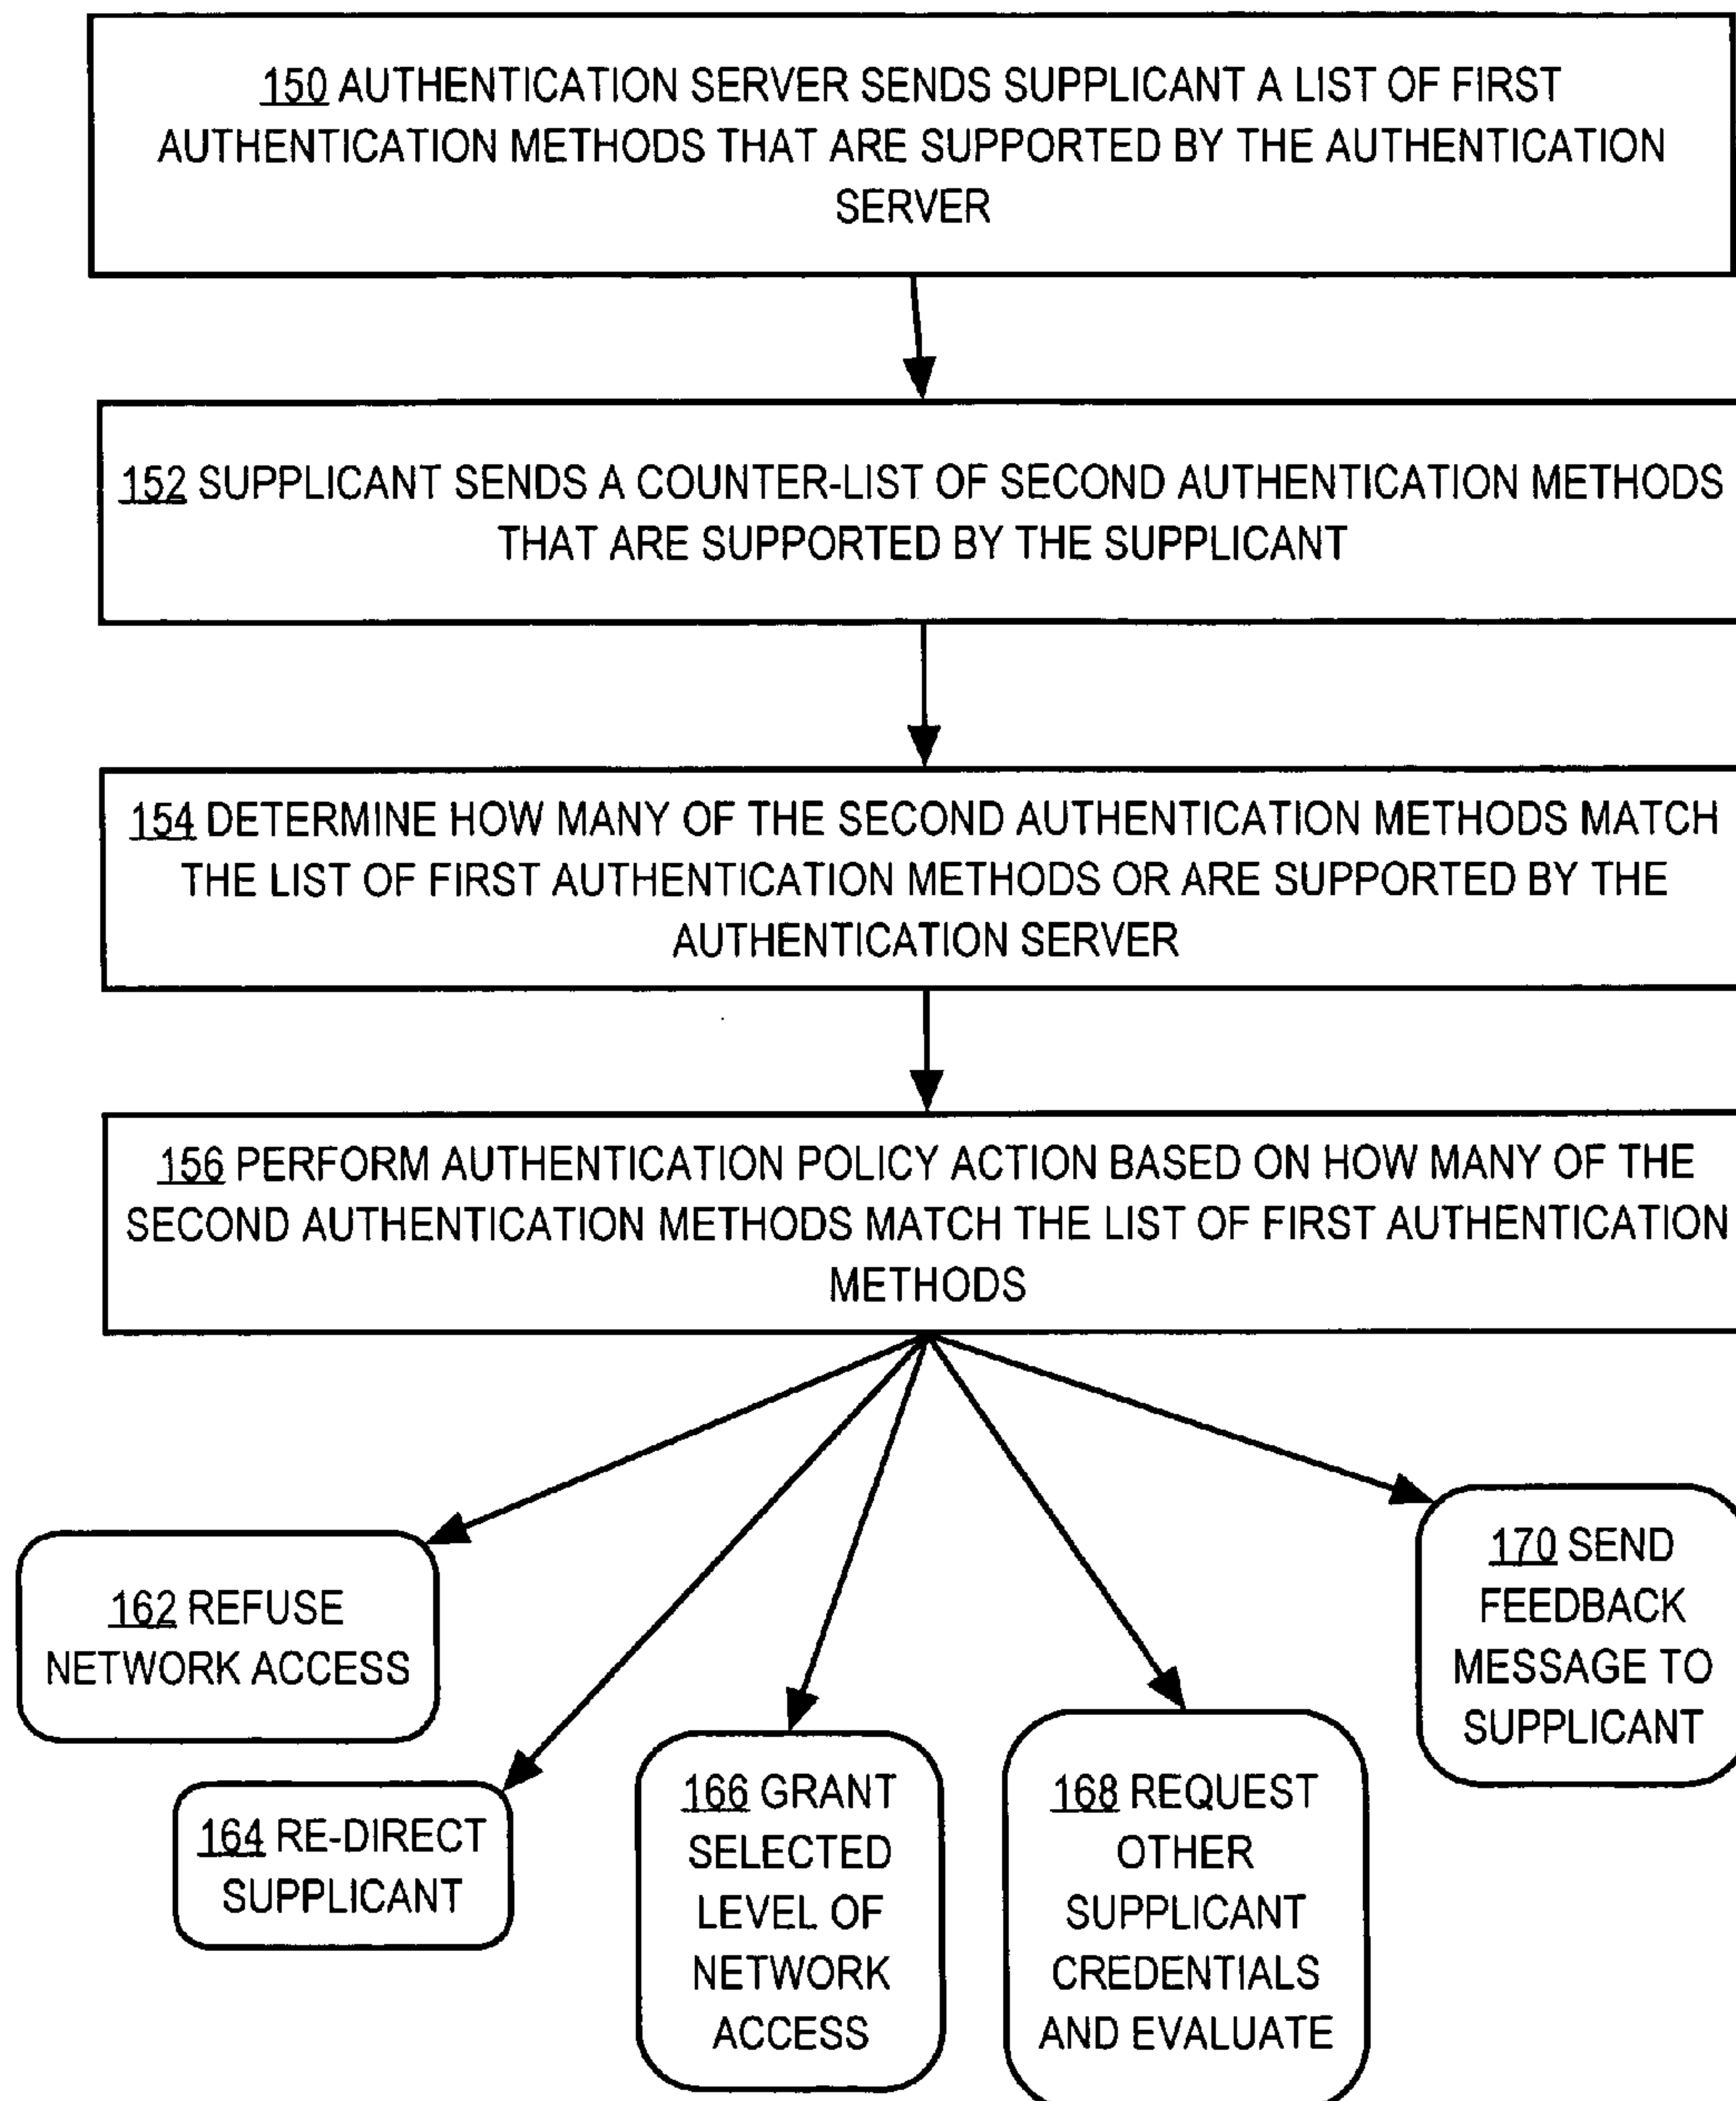 150 AUTHENTICATION SERVER SENDS SUPPLICANT A LIST OF FIRST
AUTHENTICATION METHODS THAT ARE SUPPORTED BY THE AUTHENTICATION
SERVER
152 SUPPLICANT SENDS A COUNTER-LIST OF SECOND AUTHENTICATION METHODS
THAT ARE SUPPORTED BY THE SUPPLICANT
154 DETERMINE HOW MANY OF THE SECOND AUTHENTICATION METHODS MATCH
THE LIST OF FIRST AUTHENTICATION METHODS OR ARE SUPPORTED BY THE
AUTHENTICATION SERVER
156 PERFORM AUTHENTICATION POLICY ACTION BASED ON HOW MANY OF THE
SECOND AUTHENTICATION METHODS MATCH THE LIST OF FIRST AUTHENTICATION
METHODS
162 REFUSE
NETWORK ACCESS
164 RE-DIRECT
SUPPLICANT
166 GRANT
SELECTED
LEVEL OF
NETWORK
ACCESS
168 REQUEST
OTHER
SUPPLICANT
CREDENTIALS
AND EVALUATE
170 SEND
FEEDBACK
MESSAGE TO
SUPPLICANT